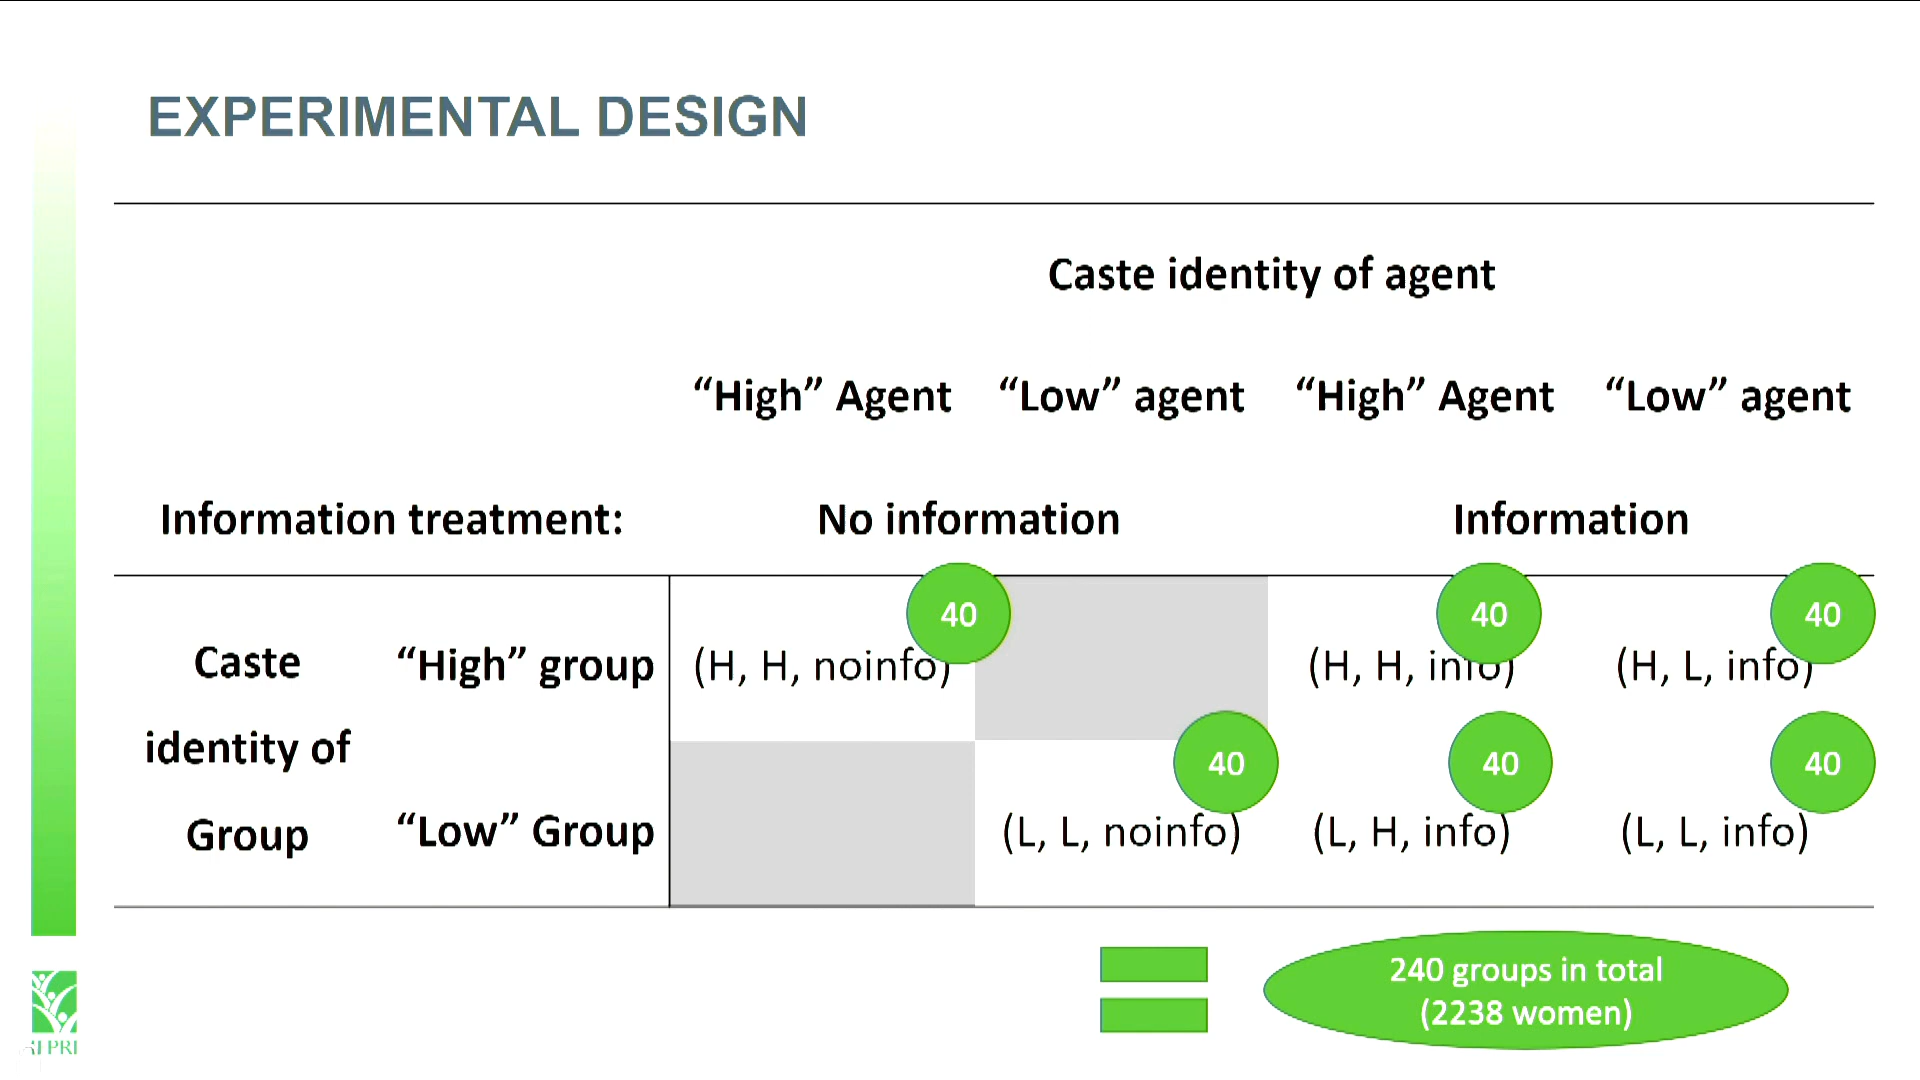 EXPERIMENTAL DESIGN
Caste identity of agent
“High” Agent “Low” agent “High” Agent “Low” agent
Information treatment: No information Information
40 40 40
Caste “High” group (H, H, noinfo) (H, H, info) (H, L, info)
identity of
40 40 40
Group “Low” Group (L, L, noinfo) (L, H, info) (L, L, info)
240 groups in total
(2238 women)